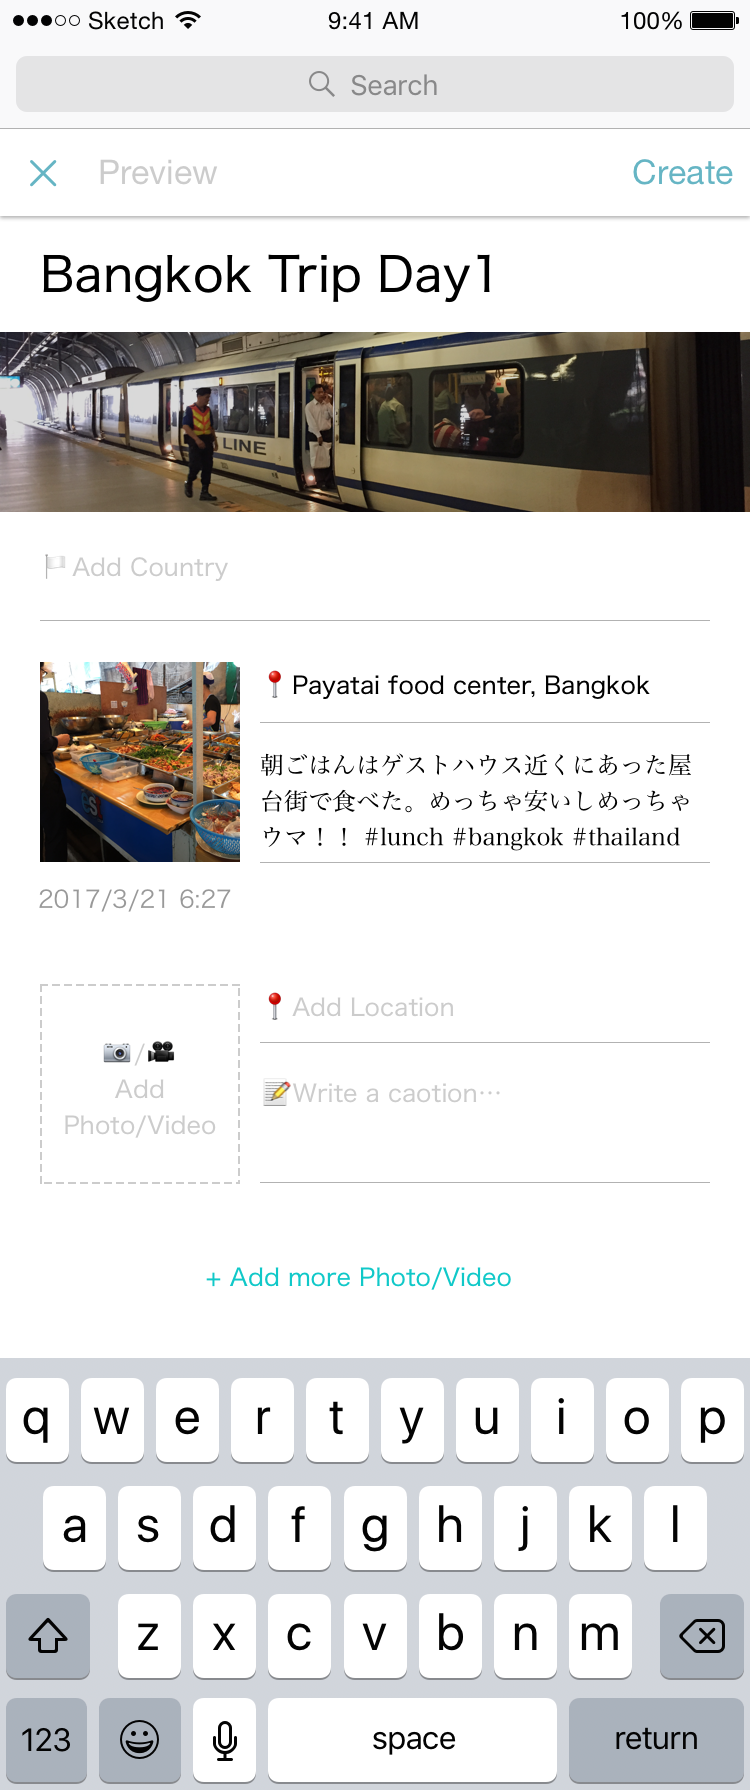 Sketch 9:41 AM 100%
Search
Preview Create
Bangkok Trip Day1
LINE
Add Country
Payatai food center, Bangkok
朝ごはんはゲストハウス近くにあった屋
台街で食べた。めっちゃ安いしめっちゃ
ウマ！！ #lunch #bangkok #thailand
2017/3/21 6:27
Add Location
/
Add
Photo/Video
Write a caotion…
+ Add more Photo/Video
q w e r t y u i o p
a s d f g h j k l
z x c v b n m
123 space return